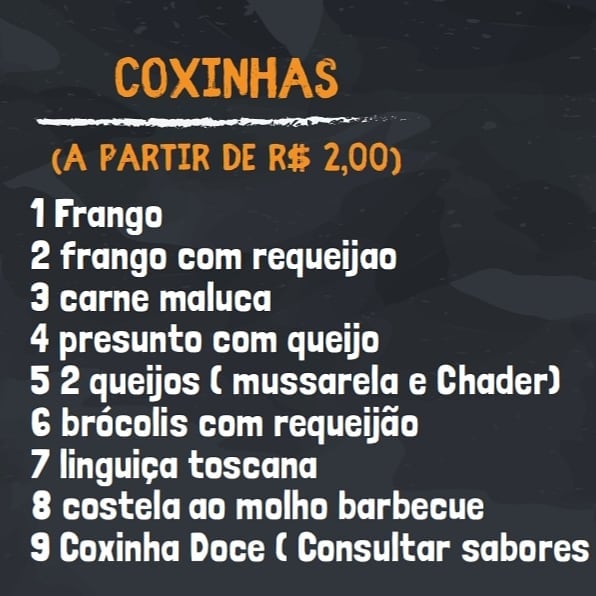 COXINHAS
(A PARTIR DE R$ 2,00)
1 Frango
2 frango com requeijao
3 carne maluca
4 presunto com queijo
5 2 queijos ( mussarela e Chader)
6 brócolis com requeijão
7 linguiça toscana
8 costela ao molho barbecue
9 Coxinha Doce ( Consultar sabores